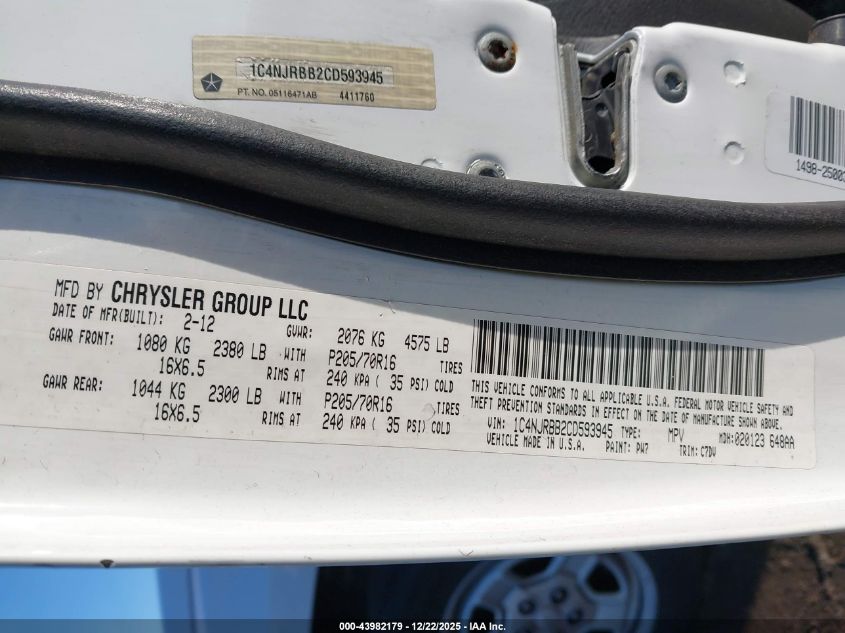 1C4NJRBB2CD593945
PT. NO. 05116471AB 4411760
1498-2500
MFD BY CHRYSLER GROUP LLC
DATE OF MFR(BUILT): 2-12 GVWR: 2076 KG 4575 LB
GAWR FRONT: 1080 KG 2380 LB WITH P205/70R16 TIRES
16X6.5 RIMS AT 240 KPA ( 35 PSI) COLD
GAWR REAR: 1044 KG 2300 LB WITH P205/70R16 TIRES
16X6.5 RIMS AT 240 KPA ( 35 PSI) COLD
THIS VEHICLE CONFORMS TO ALL APPLICABLE U.S.A. FEDERAL MOTOR VEHICLE SAFETY AND
THEFT PREVENTION STANDARDS IN EFFECT ON THE DATE OF MANUFACTURE SHOWN ABOVE.
VIN: 1C4NJRBB2CD593945 TYPE: MPV MDH:020123 648AA
VEHICLE MADE IN U.S.A. PAINT: PW7 TRIM: C7DV
000-43982179 - 12/22/2025 - IAA Inc.